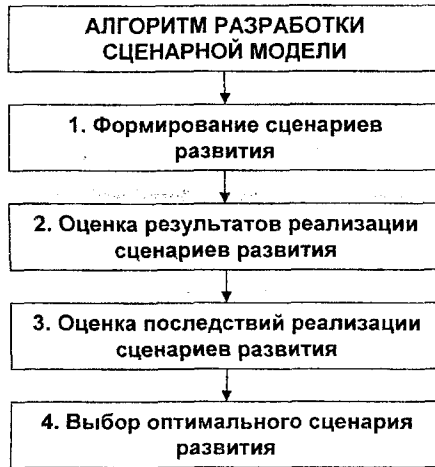 АЛГОРИТМ РАЗРАБОТКИ
СЦЕНАРНОЙ МОДЕЛИ
1. Формирование сценариев
развития
2. Оценка результатов реализации
сценариев развития
3. Оценка последствий реализации
сценариев развития
4. Выбор оптимального сценария
развития